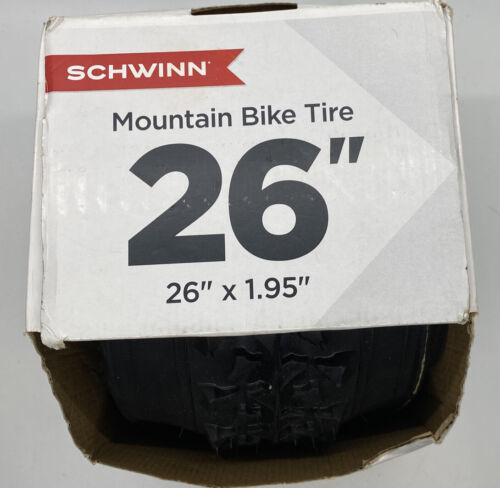 SCHWINN
Mountain Bike Tire
26"
26" x 1.95"